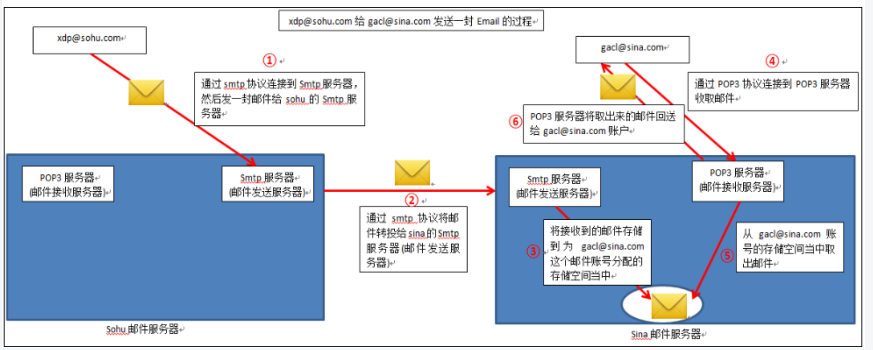 xdp@sohu.com 给 gacl@sina.com 发送一封 Email 的过程
xdp@sohu.com
①
通过 smtp 协议连接到 Smtp 服务器，
然后发一封邮件给 sohu 的 Smtp 服
务器
gacl@sina.com
④
通过 POP3 协议连接到 POP3 服务器
收取邮件
⑥
POP3 服务器将取出来的邮件回送
给 gacl@sina.com 账户
POP3 服务器
(邮件接收服务器)
Smtp 服务器
(邮件发送服务器)
②
通过 smtp 协议将邮
件转投给 sina 的 Smtp
服务器(邮件发送服
务器)
Smtp 服务器
(邮件发送服务器)
POP3 服务器
(邮件接收服务器)
③
将接收到的邮件存储
到为 gacl@sina.com
这个邮件账号分配的
存储空间当中
⑤
从 gacl@sina.com 账
号的存储空间当中取
出邮件
Sohu 邮件服务器
Sina 邮件服务器